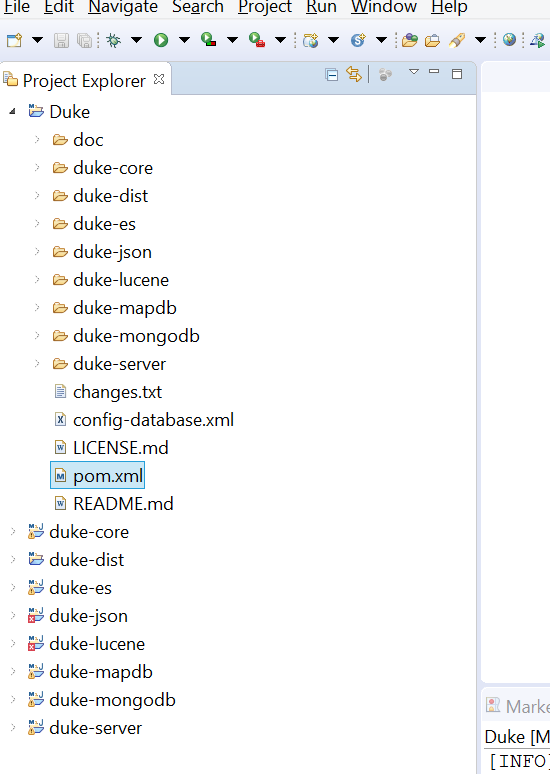 File Edit Navigate Search Project Run Window Help
Project Explorer
Duke
doc
duke-core
duke-dist
duke-es
duke-json
duke-lucene
duke-mapdb
duke-mongodb
duke-server
changes.txt
config-database.xml
LICENSE.md
pom.xml
README.md
duke-core
duke-dist
duke-es
duke-json
duke-lucene
duke-mapdb
duke-mongodb
duke-server
Marke
Duke [M
[INFO]